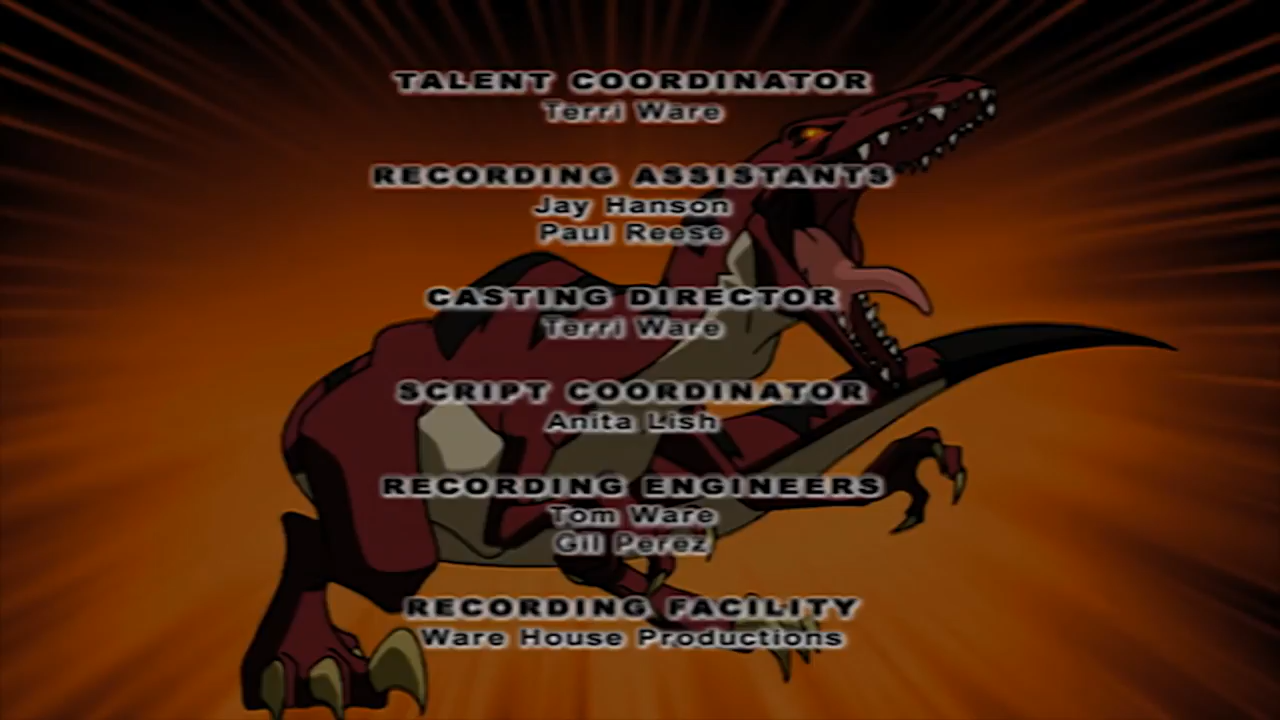 TALENT COORDINATOR
Terri Ware
RECORDING ASSISTANTS
Jay Hanson
Paul Reese
CASTING DIRECTOR
Terri Ware
SCRIPT COORDINATOR
Anita Lish
RECORDING ENGINEERS
Tom Ware
Gil Perez
RECORDING FACILITY
Ware House Productions